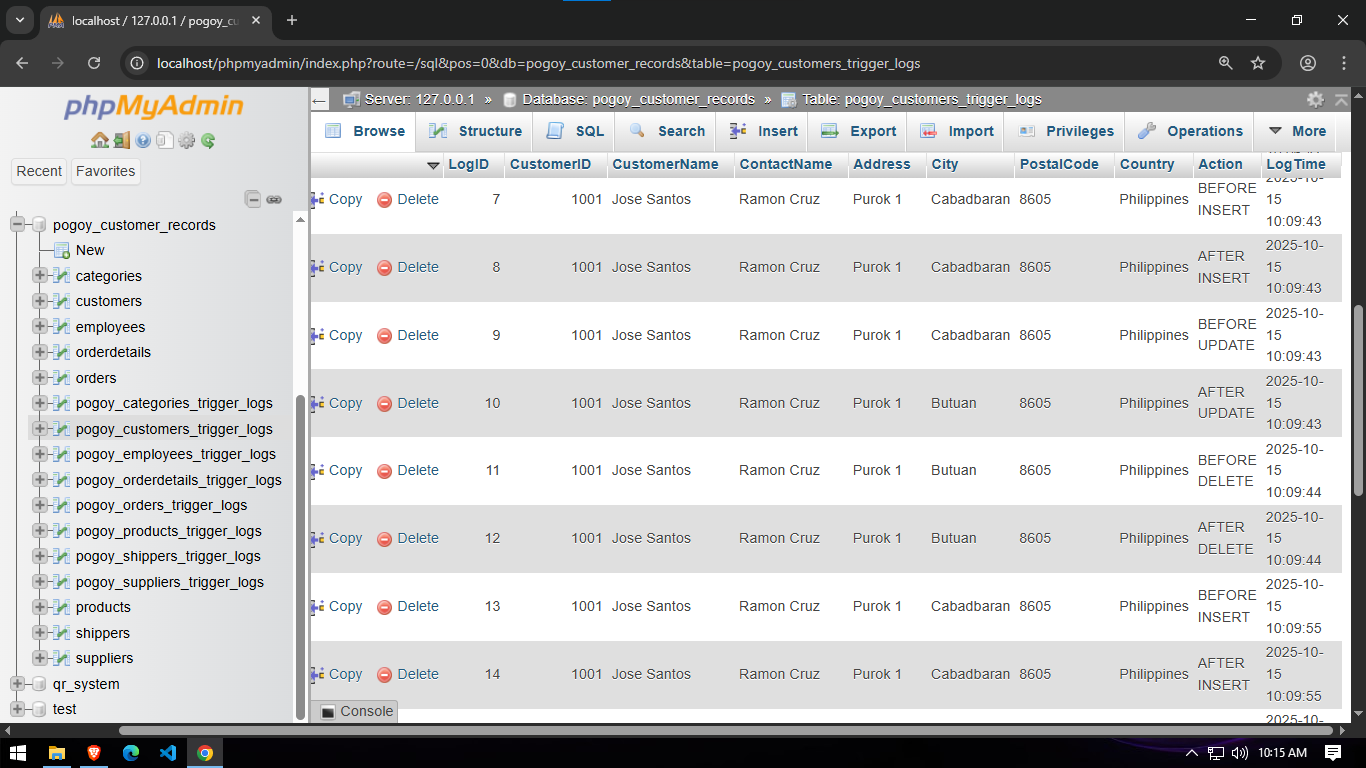 localhost / 127.0.0.1 / pogoy_cu
localhost/phpmyadmin/index.php?route=/sql&pos=0&db=pogoy_customer_records&table=pogoy_customers_trigger_logs
phpMyAdmin
Recent
Favorites
pogoy_customer_records
New
categories
customers
employees
orderdetails
orders
pogoy_categories_trigger_logs
pogoy_customers_trigger_logs
pogoy_employees_trigger_logs
pogoy_orderdetails_trigger_logs
pogoy_orders_trigger_logs
pogoy_products_trigger_logs
pogoy_shippers_trigger_logs
pogoy_suppliers_trigger_logs
products
shippers
suppliers
qr_system
test
Server: 127.0.0.1 » Database: pogoy_customer_records » Table: pogoy_customers_trigger_logs
Browse Structure SQL Search Insert Export Import Privileges Operations More
LogID CustomerID CustomerName ContactName Address City PostalCode Country Action LogTime
Copy Delete 7 1001 Jose Santos Ramon Cruz Purok 1 Cabadbaran 8605 Philippines BEFORE INSERT 2025-10-15 10:09:43
Copy Delete 8 1001 Jose Santos Ramon Cruz Purok 1 Cabadbaran 8605 Philippines AFTER INSERT 2025-10-15 10:09:43
Copy Delete 9 1001 Jose Santos Ramon Cruz Purok 1 Cabadbaran 8605 Philippines BEFORE UPDATE 2025-10-15 10:09:43
Copy Delete 10 1001 Jose Santos Ramon Cruz Purok 1 Butuan 8605 Philippines AFTER UPDATE 2025-10-15 10:09:43
Copy Delete 11 1001 Jose Santos Ramon Cruz Purok 1 Butuan 8605 Philippines BEFORE DELETE 2025-10-15 10:09:44
Copy Delete 12 1001 Jose Santos Ramon Cruz Purok 1 Butuan 8605 Philippines AFTER DELETE 2025-10-15 10:09:44
Copy Delete 13 1001 Jose Santos Ramon Cruz Purok 1 Cabadbaran 8605 Philippines BEFORE INSERT 2025-10-15 10:09:55
Copy Delete 14 1001 Jose Santos Ramon Cruz Purok 1 Cabadbaran 8605 Philippines AFTER INSERT 2025-10-15 10:09:55
2025-10-
Console
10:15 AM